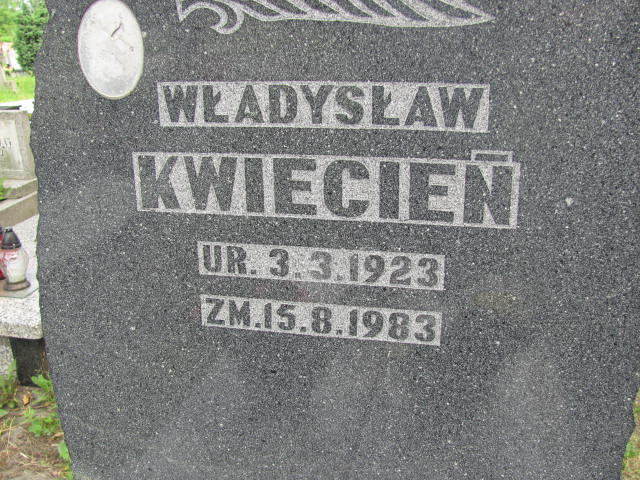 WŁADYSŁAW
KWIECIEŃ
UR. 3.3.1923
ZM.15.8.1983